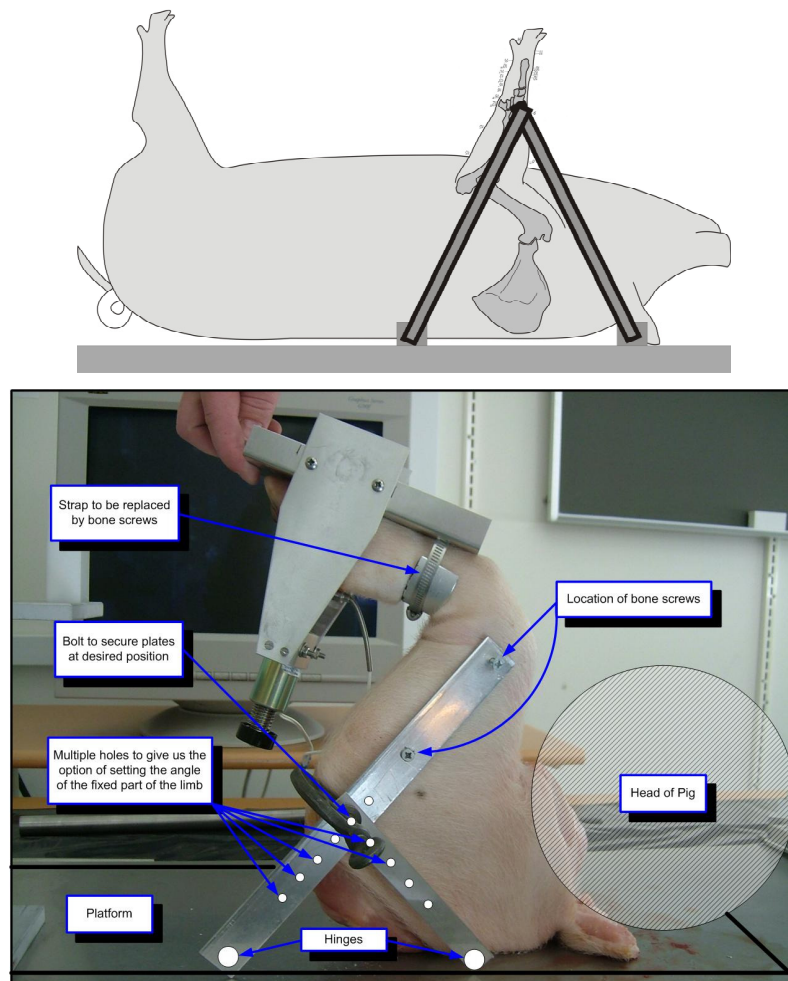 Strap to be replaced
by bone screws
Location of bone screws
Bolt to secure plates
at desired position
Multiple holes to give us the
option of setting the angle
of the fixed part of the limb
Head of Pig
Platform
Hinges